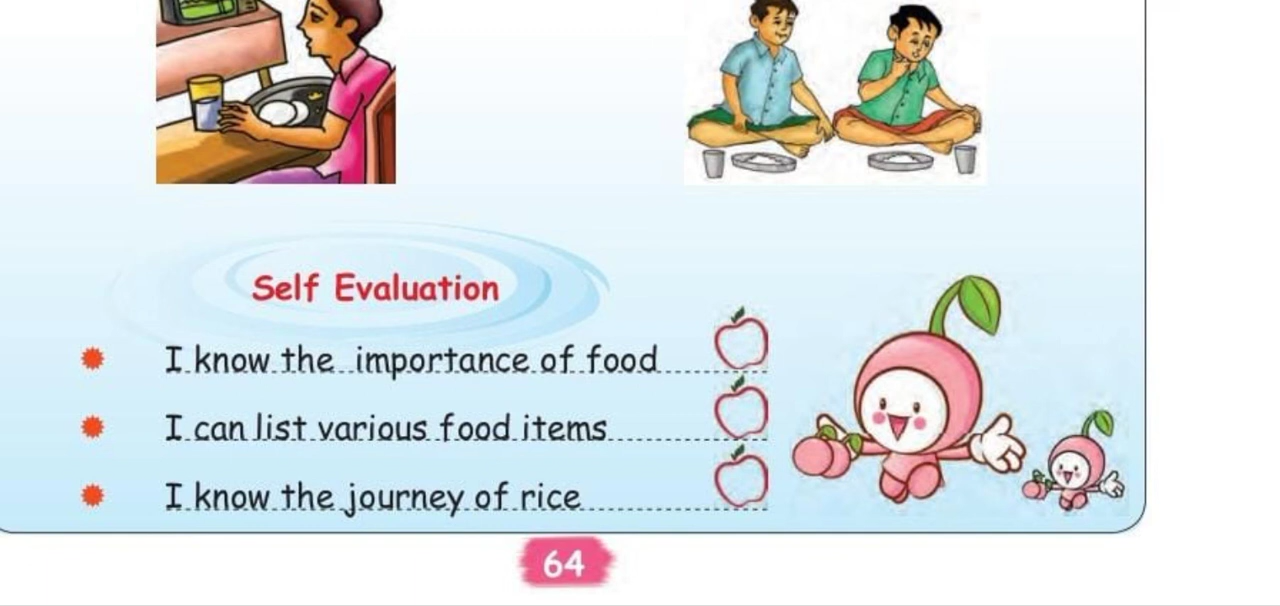 Self Evaluation
I know the importance of food
I can list various food items
I know the journey of rice
64